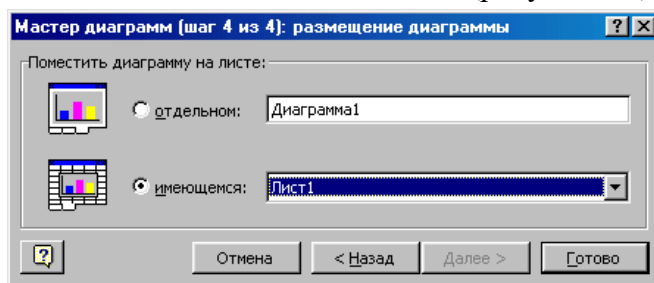 Мастер диаграмм (шаг 4 из 4): размещение диаграммы
Поместить диаграмму на листе:
отдельном: Диаграмма1
имеющемся: Лист1
Отмена < Назад Далее > Готово